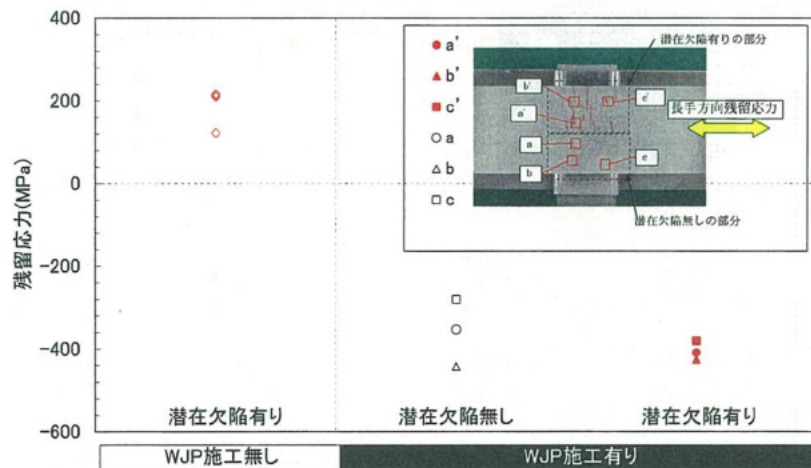 残留応力(MPa)
400
200
0
-200
-400
-600
a’
b’
c’
a
b
c
潜在欠陥有りの部分
b'
c'
a'
a
b
c
長手方向残留応力
潜在欠陥無しの部分
潜在欠陥有り
潜在欠陥無し
潜在欠陥有り
WJP施工無し
WJP施工有り